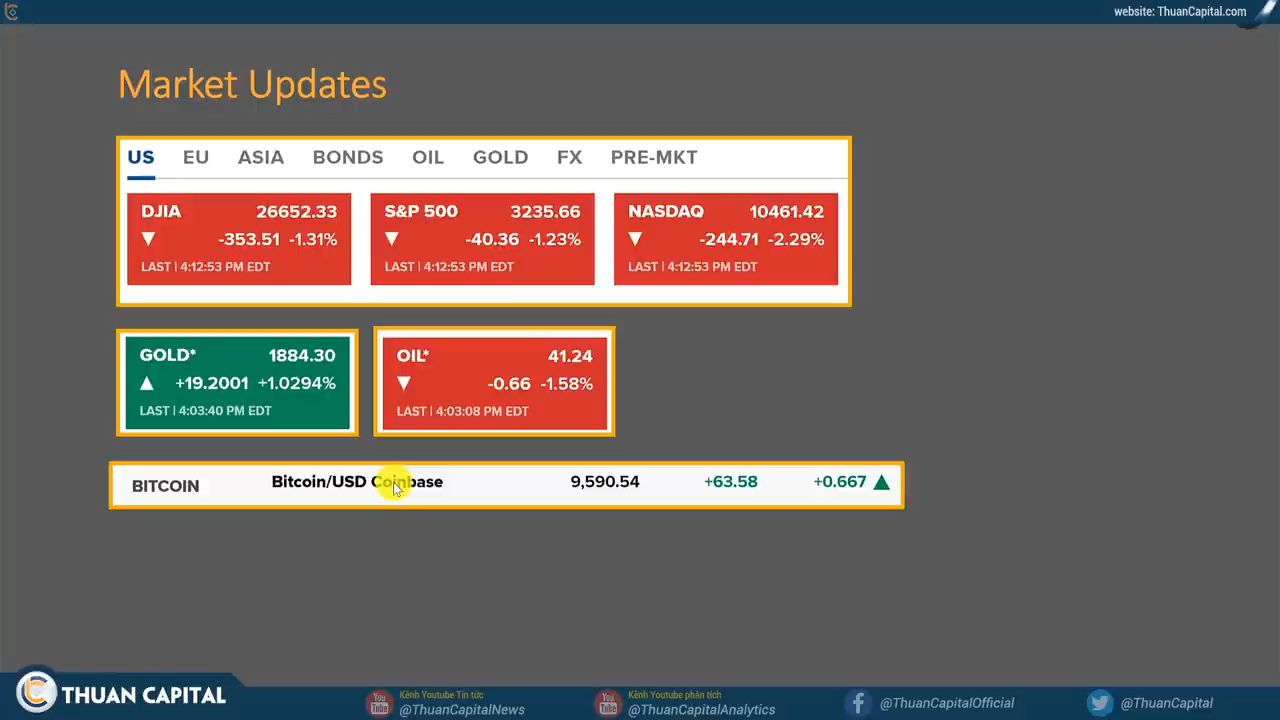 website: ThuanCapital.com
Market Updates
US EU ASIA BONDS OIL GOLD FX PRE-MKT
DJIA 26652.33
▼ -353.51 -1.31%
LAST | 4:12:53 PM EDT
S&P 500 3235.66
▼ -40.36 -1.23%
LAST | 4:12:53 PM EDT
NASDAQ 10461.42
▼ -244.71 -2.29%
LAST | 4:12:53 PM EDT
GOLD* 1884.30
▲ +19.2001 +1.0294%
LAST | 4:03:40 PM EDT
OIL* 41.24
▼ -0.66 -1.58%
LAST | 4:03:08 PM EDT
BITCOIN Bitcoin/USD Coinbase 9,590.54 +63.58 +0.667 ▲
THUAN CAPITAL
You Tube
Kênh Youtube Tin tức
@ThuanCapitalNews
You Tube
Kênh Youtube phân tích
@ThuanCapitalAnalytics
@ThuanCapitalOfficial
@ThuanCapital